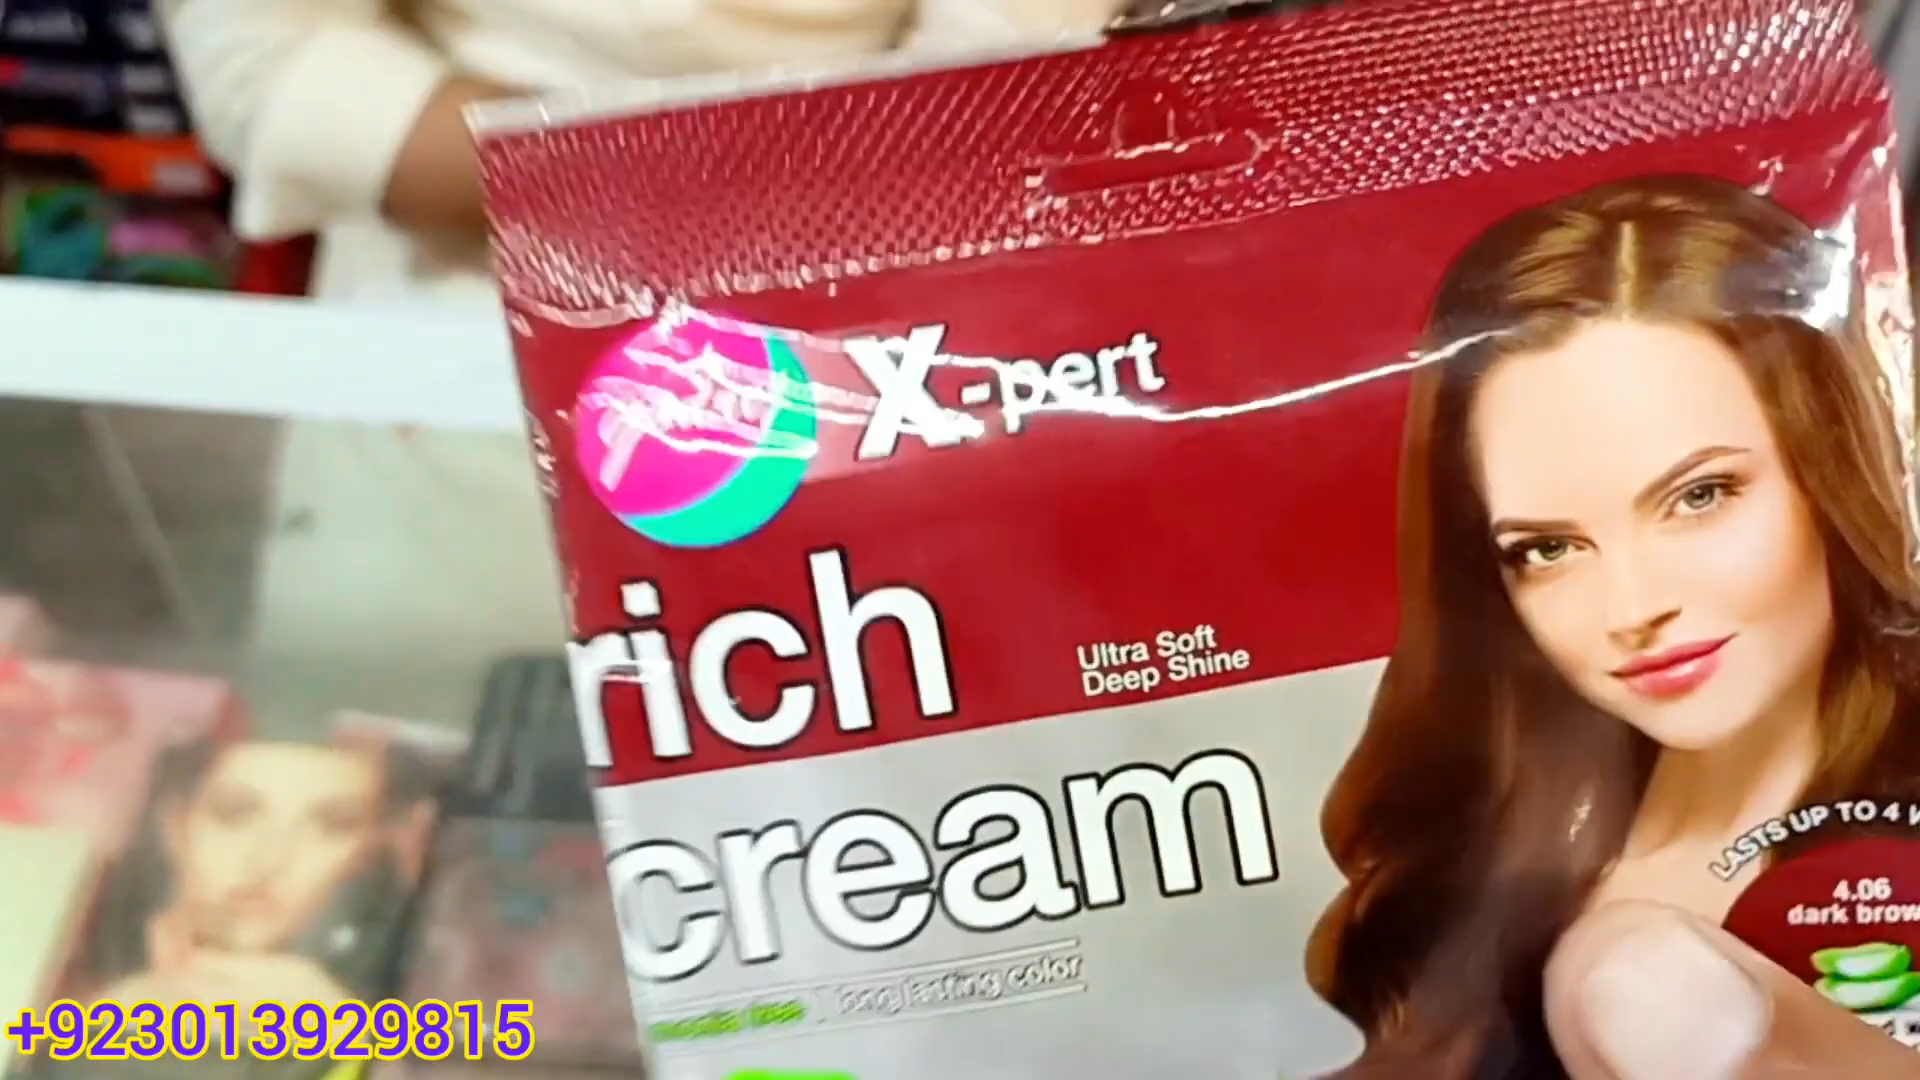 X-pert
rich
Ultra Soft
Deep Shine
cream
long lasting color
LASTS UP TO 4
4.06
dark brow
+923013929815